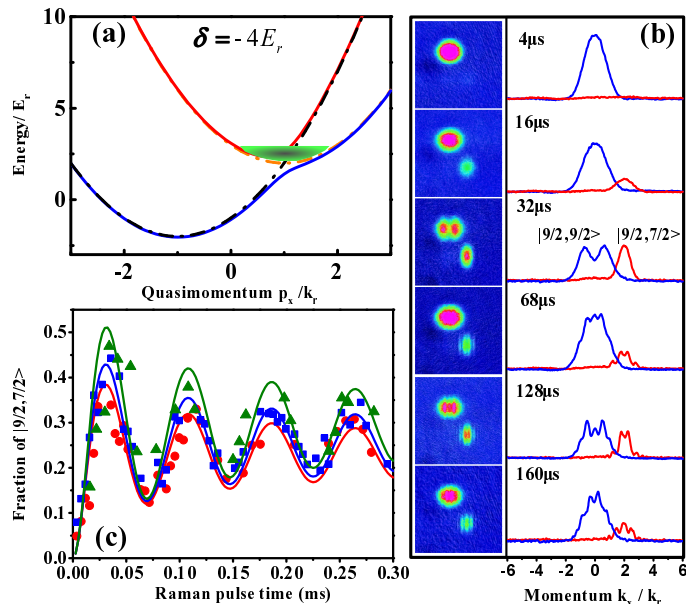 (a)
δ = - 4E_r
Energy/ E_r
10
5
0
-2
0
2
Quasimomentum p_x /k_r
(b)
4μs
16μs
32μs
|9/2,9/2> |9/2,7/2>
68μs
128μs
160μs
-6 -4 -2 0 2 4 6
Momentum k_x / k_r
Fraction of |9/2,7/2>
0.5
0.4
0.3
0.2
0.1
0.0
(c)
0.00 0.05 0.10 0.15 0.20 0.25 0.30
Raman pulse time (ms)